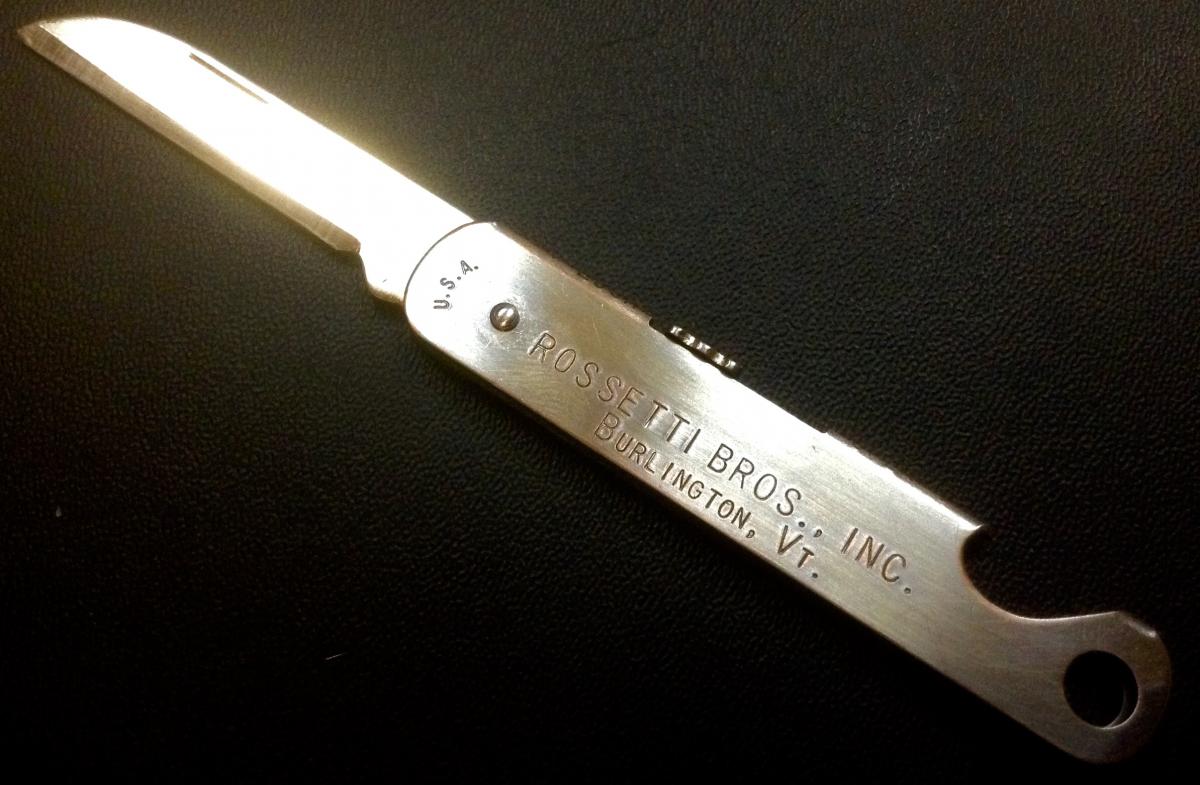 U.S.A.
ROSSETTI BROS., INC.
BURLINGTON, VT.